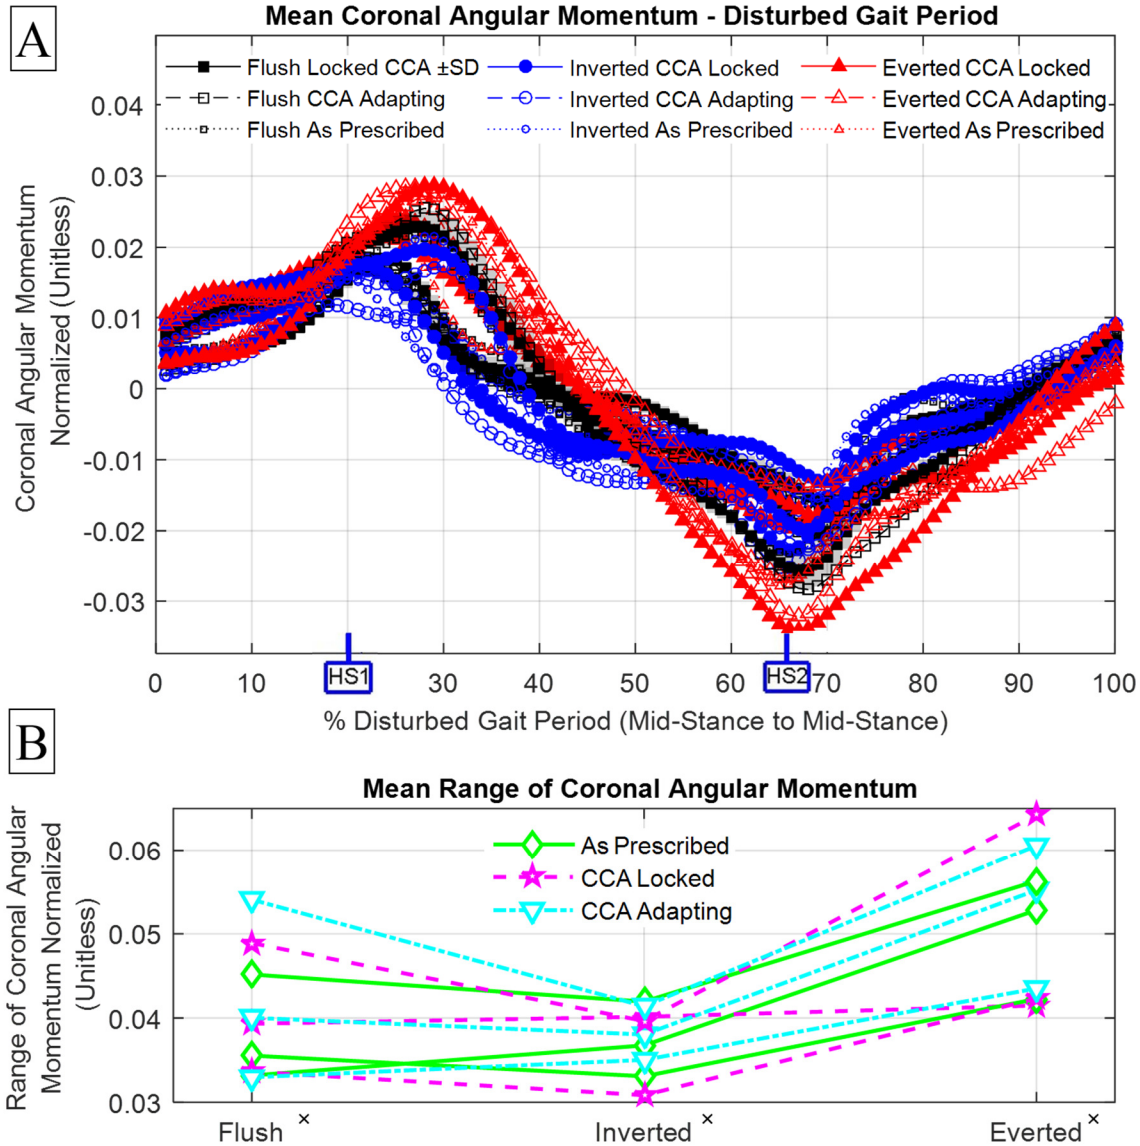 A
Mean Coronal Angular Momentum - Disturbed Gait Period
Flush Locked CCA ±SD
Inverted CCA Locked
Everted CCA Locked
Flush CCA Adapting
Inverted CCA Adapting
Everted CCA Adapting
Flush As Prescribed
Inverted As Prescribed
Everted As Prescribed
Coronal Angular Momentum
Normalized (Unitless)
0.04
0.03
0.02
0.01
0
-0.01
-0.02
-0.03
HS1
HS2
0
10
30
40
50
60
70
80
90
100
% Disturbed Gait Period (Mid-Stance to Mid-Stance)
B
Mean Range of Coronal Angular Momentum
As Prescribed
CCA Locked
CCA Adapting
Range of Coronal Angular
Momentum Normalized
(Unitless)
0.06
0.05
0.04
0.03
Flush ×
Inverted ×
Everted ×